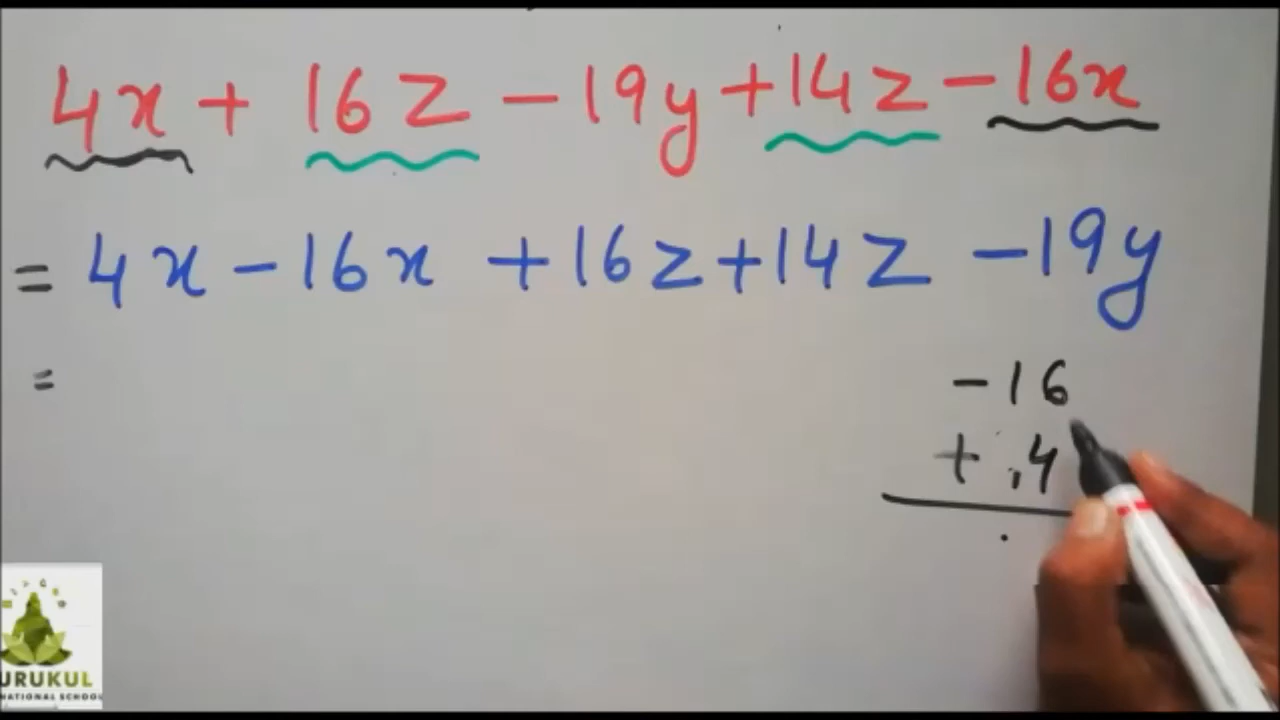 4x + 16z - 19y + 14z - 16x
= 4x - 16x + 16z + 14z - 19y
=
-16
+ 4
URUKUL
NATIONAL SCHOOL